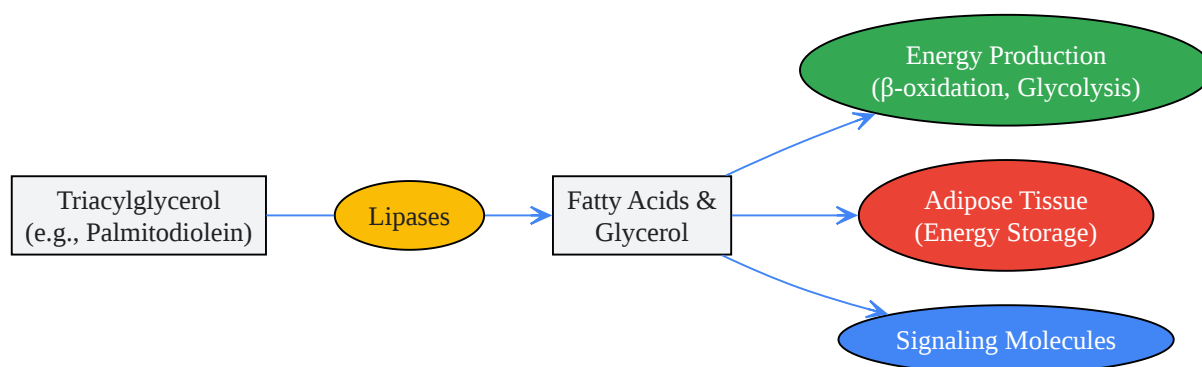 Triacylglycerol
(e.g., Palmitodiolein)
Lipases
Fatty Acids &
Glycerol
Energy Production
(β-oxidation, Glycolysis)
Adipose Tissue
(Energy Storage)
Signaling Molecules